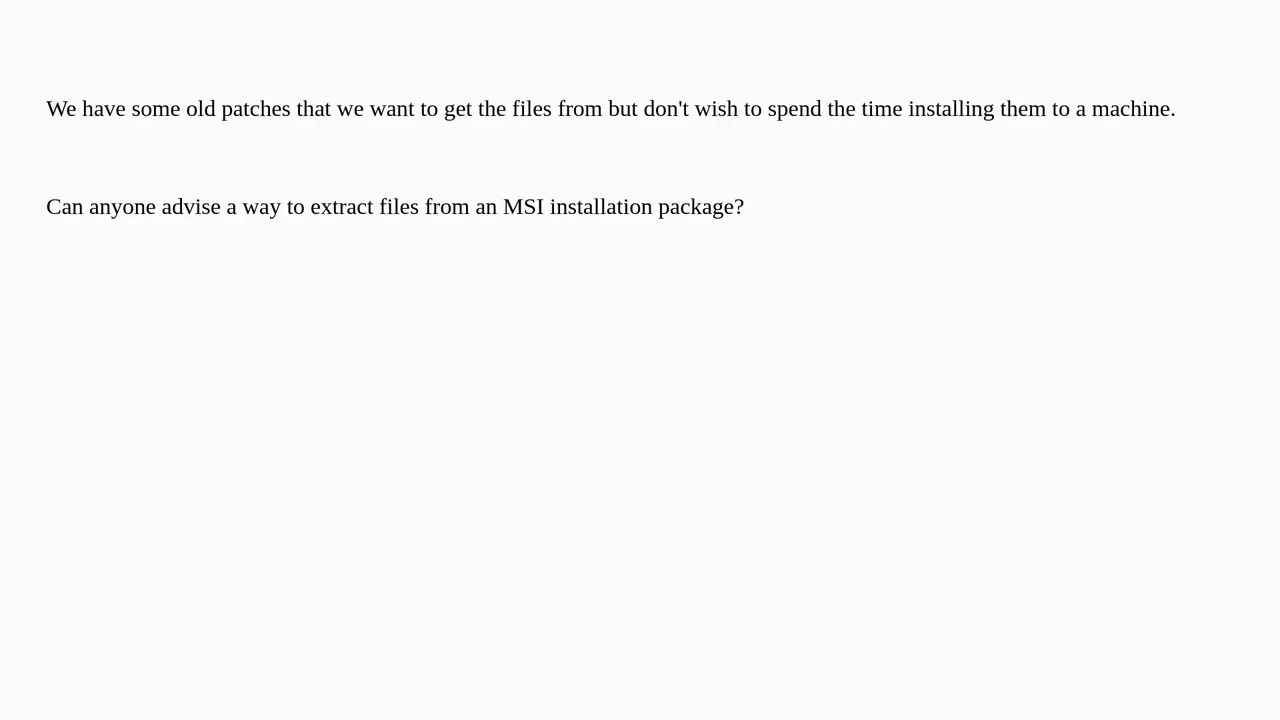 We have some old patches that we want to get the files from but don't wish to spend the time installing them to a machine.
Can anyone advise a way to extract files from an MSI installation package?